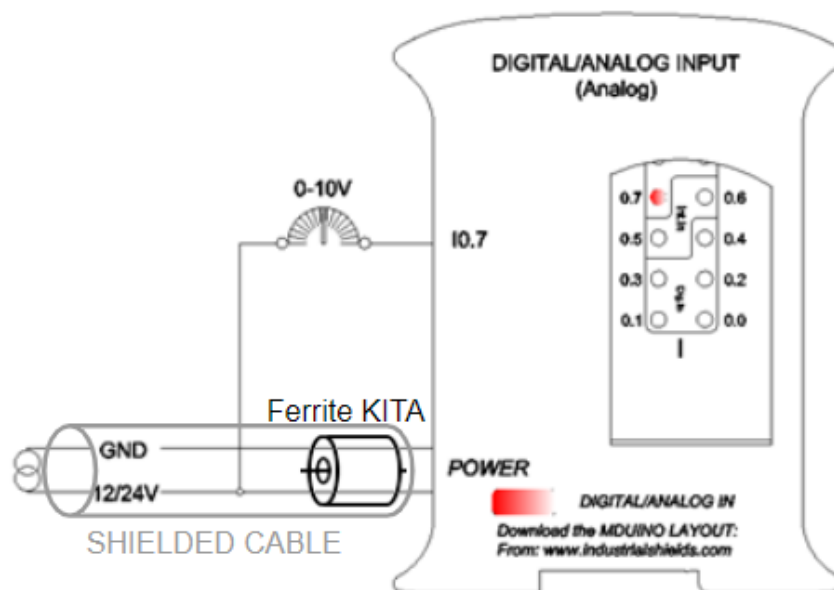 DIGITAL/ANALOG INPUT
(Analog)
0-10V
I0.7
0.7
0.6
0.5
0.4
0.3
0.2
0.1
0.0
I
Ferrite KITA
GND
12/24V
POWER
SHIELDED CABLE
DIGITAL/ANALOG IN
Download the MDUINO LAYOUT:
From: www.industrialshields.com